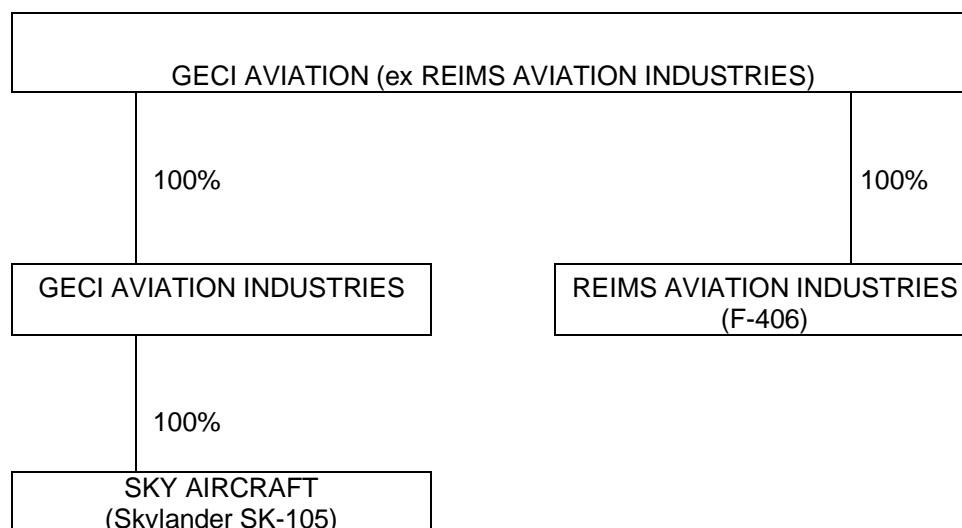 GECI AVIATION (ex REIMS AVIATION INDUSTRIES)
100%
100%
GECI AVIATION INDUSTRIES
REIMS AVIATION INDUSTRIES
(F-406)
100%
SKY AIRCRAFT
(Skylander SK-105)